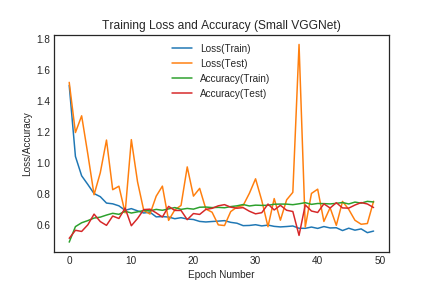 Training Loss and Accuracy (Small VGGNet)
Loss(Train)
Loss(Test)
Accuracy(Train)
Accuracy(Test)
Loss/Accuracy
1.8
1.6
1.4
1.2
1.0
0.8
0.6
0 10 20 30 40 50
Epoch Number